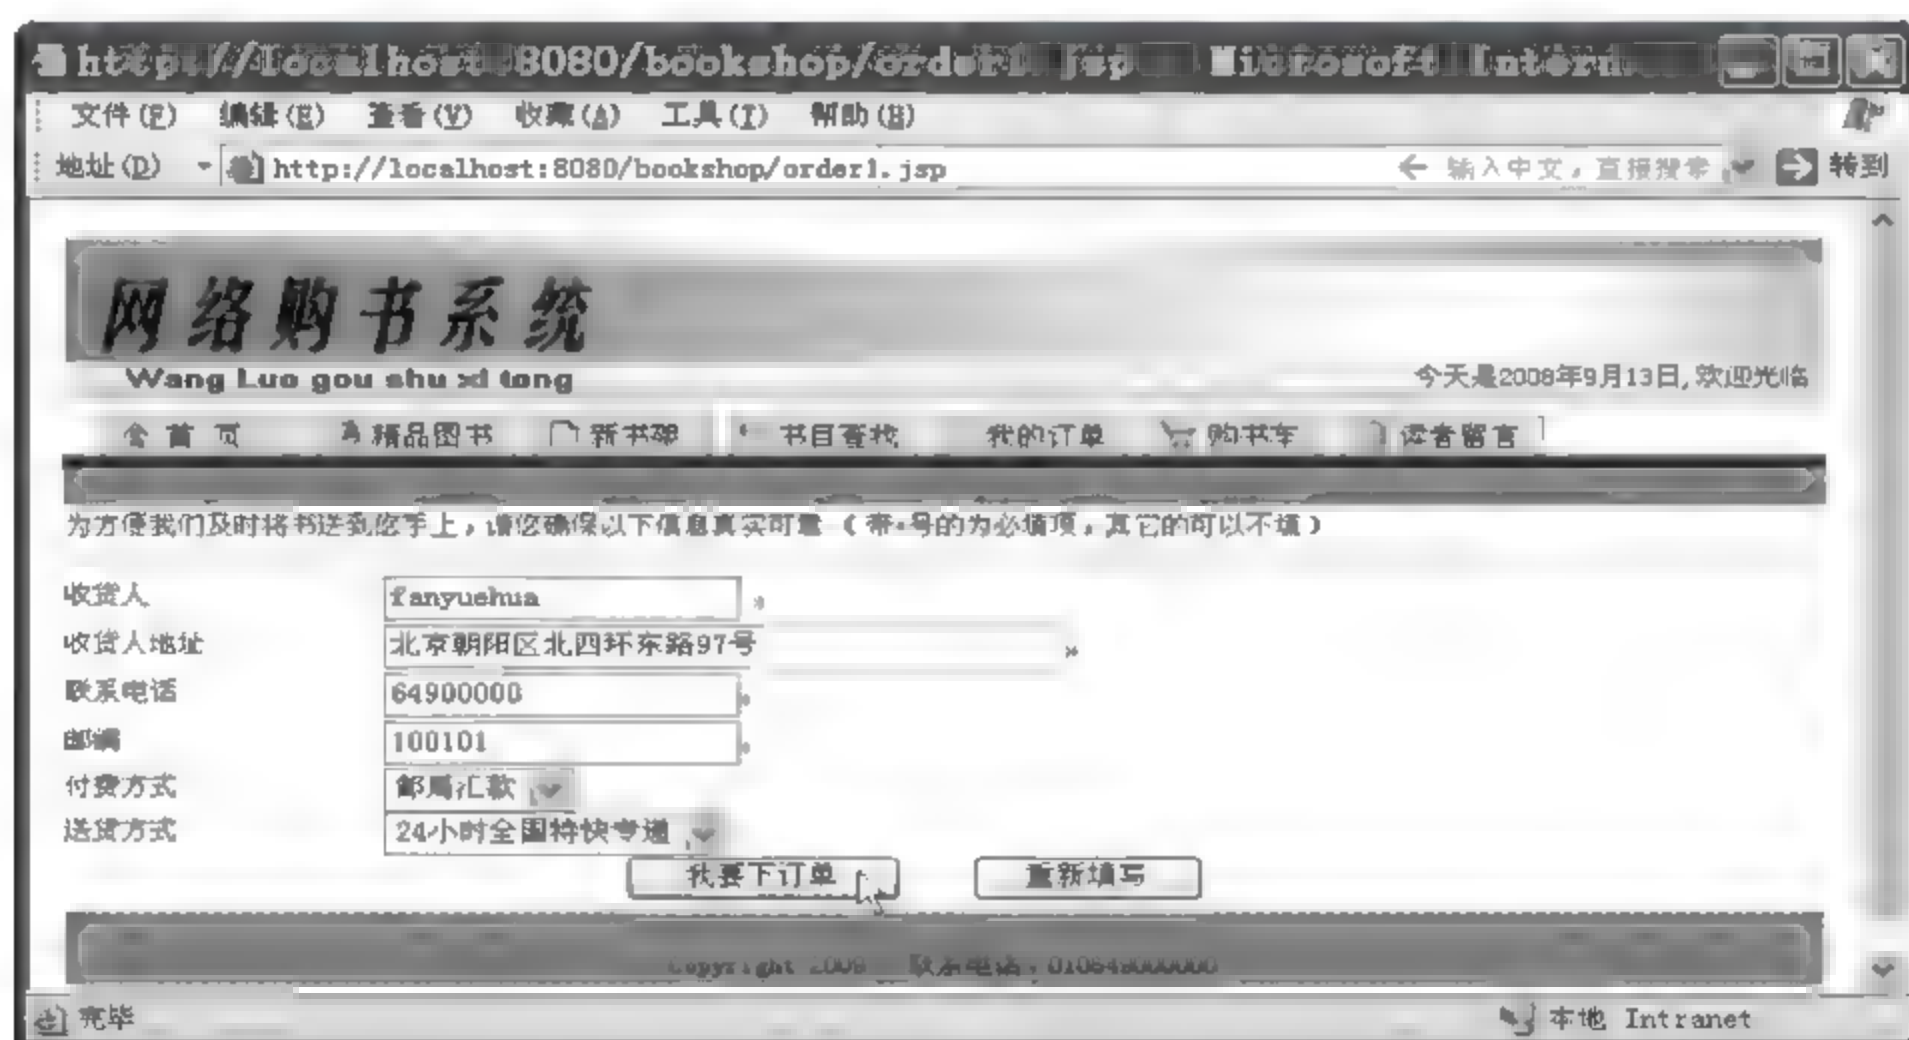 http://localhost:8080/bookshop/order1.jsp Microsoft
文件(F) 编辑(E) 查看(V) 收藏(A) 工具(T) 帮助(H)
地址(D) http://localhost:8080/bookshop/order1.jsp 输入中文，直接搜索 转到
网络购书系统
Wang Luo gou shu xi tong
今天是2008年9月13日,欢迎光临
首 页 精品图书 新书架 书目查找 我的订单 购书车 读者留言
为方便我们及时将书送到您手上，请您确保以下信息真实可靠（带*号的为必填项，其它的可以不填）
收货人 fanyuehua *
收货人地址 北京朝阳区北四环东路97号 *
联系电话 64900000 *
邮编 100101 *
付费方式 邮局汇款
送货方式 24小时全国特快专递
我要下订单 重新填写
Copyright 2009 联系电话：
完毕 本地 Intranet